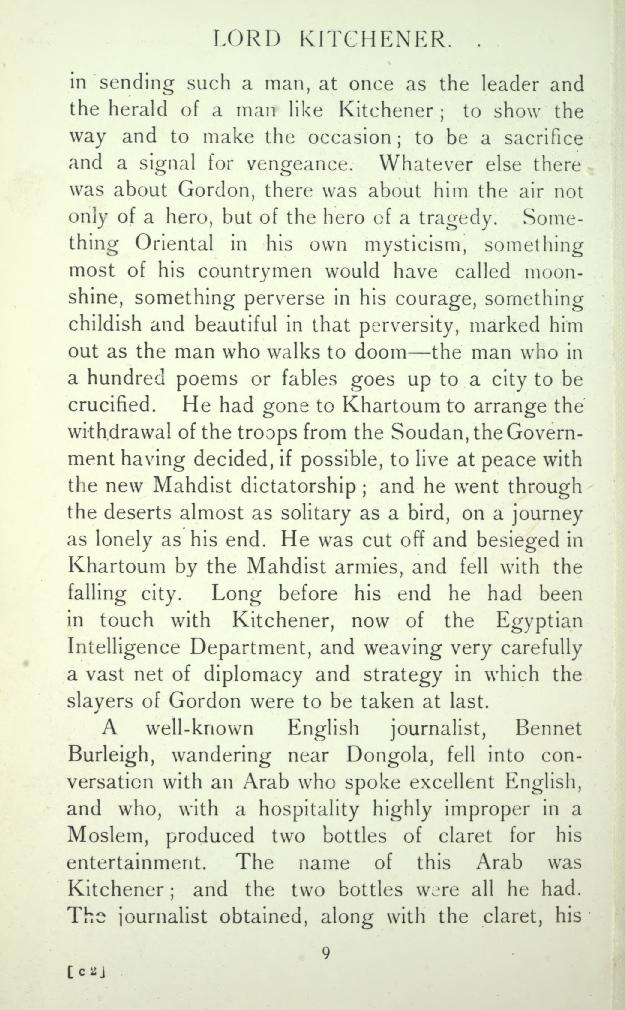 LORD KITCHENER.
in sending such a man, at once as the leader and
the herald of a man like Kitchener; to show the
way and to make the occasion; to be a sacrifice
and a signal for vengeance. Whatever else there
was about Gordon, there was about him the air not
only of a hero, but of the hero of a tragedy. Some-
thing Oriental in his own mysticism, something
most of his countrymen would have called moon-
shine, something perverse in his courage, something
childish and beautiful in that perversity, marked him
out as the man who walks to doom—the man who in
a hundred poems or fables goes up to a city to be
crucified. He had gone to Khartoum to arrange the
withdrawal of the troops from the Soudan, the Govern-
ment having decided, if possible, to live at peace with
the new Mahdist dictatorship; and he went through
the deserts almost as solitary as a bird, on a journey
as lonely as his end. He was cut off and besieged in
Khartoum by the Mahdist armies, and fell with the
falling city. Long before his end he had been
in touch with Kitchener, now of the Egyptian
Intelligence Department, and weaving very carefully
a vast net of diplomacy and strategy in which the
slayers of Gordon were to be taken at last.
A well-known English journalist, Bennet
Burleigh, wandering near Dongola, fell into con-
versation with an Arab who spoke excellent English,
and who, with a hospitality highly improper in a
Moslem, produced two bottles of claret for his
entertainment. The name of this Arab was
Kitchener; and the two bottles were all he had.
The journalist obtained, along with the claret, his
9
[c 2]